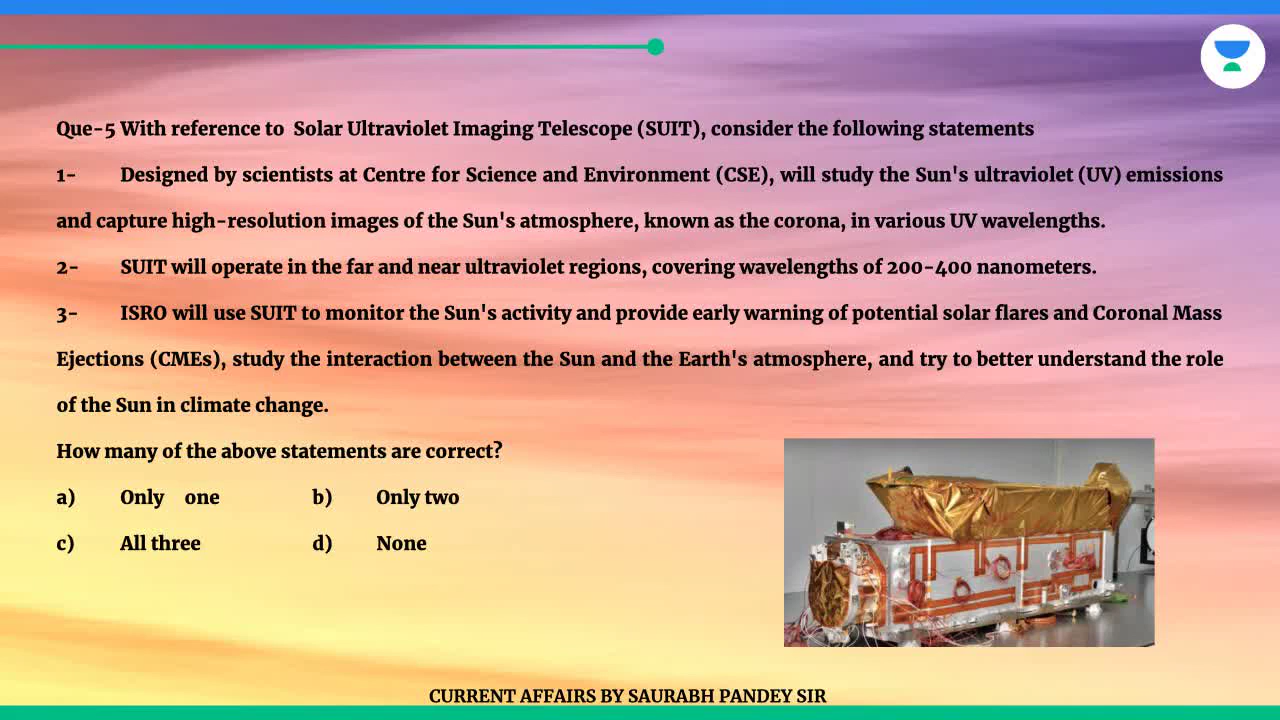 Que-5 With reference to Solar Ultraviolet Imaging Telescope (SUIT), consider the following statements
1- Designed by scientists at Centre for Science and Environment (CSE), will study the Sun's ultraviolet (UV) emissions
and capture high-resolution images of the Sun's atmosphere, known as the corona, in various UV wavelengths.
2- SUIT will operate in the far and near ultraviolet regions, covering wavelengths of 200-400 nanometers.
3- ISRO will use SUIT to monitor the Sun's activity and provide early warning of potential solar flares and Coronal Mass
Ejections (CMEs), study the interaction between the Sun and the Earth's atmosphere, and try to better understand the role
of the Sun in climate change.
How many of the above statements are correct?
a) Only one b) Only two
c) All three d) None
CURRENT AFFAIRS BY SAURABH PANDEY SIR